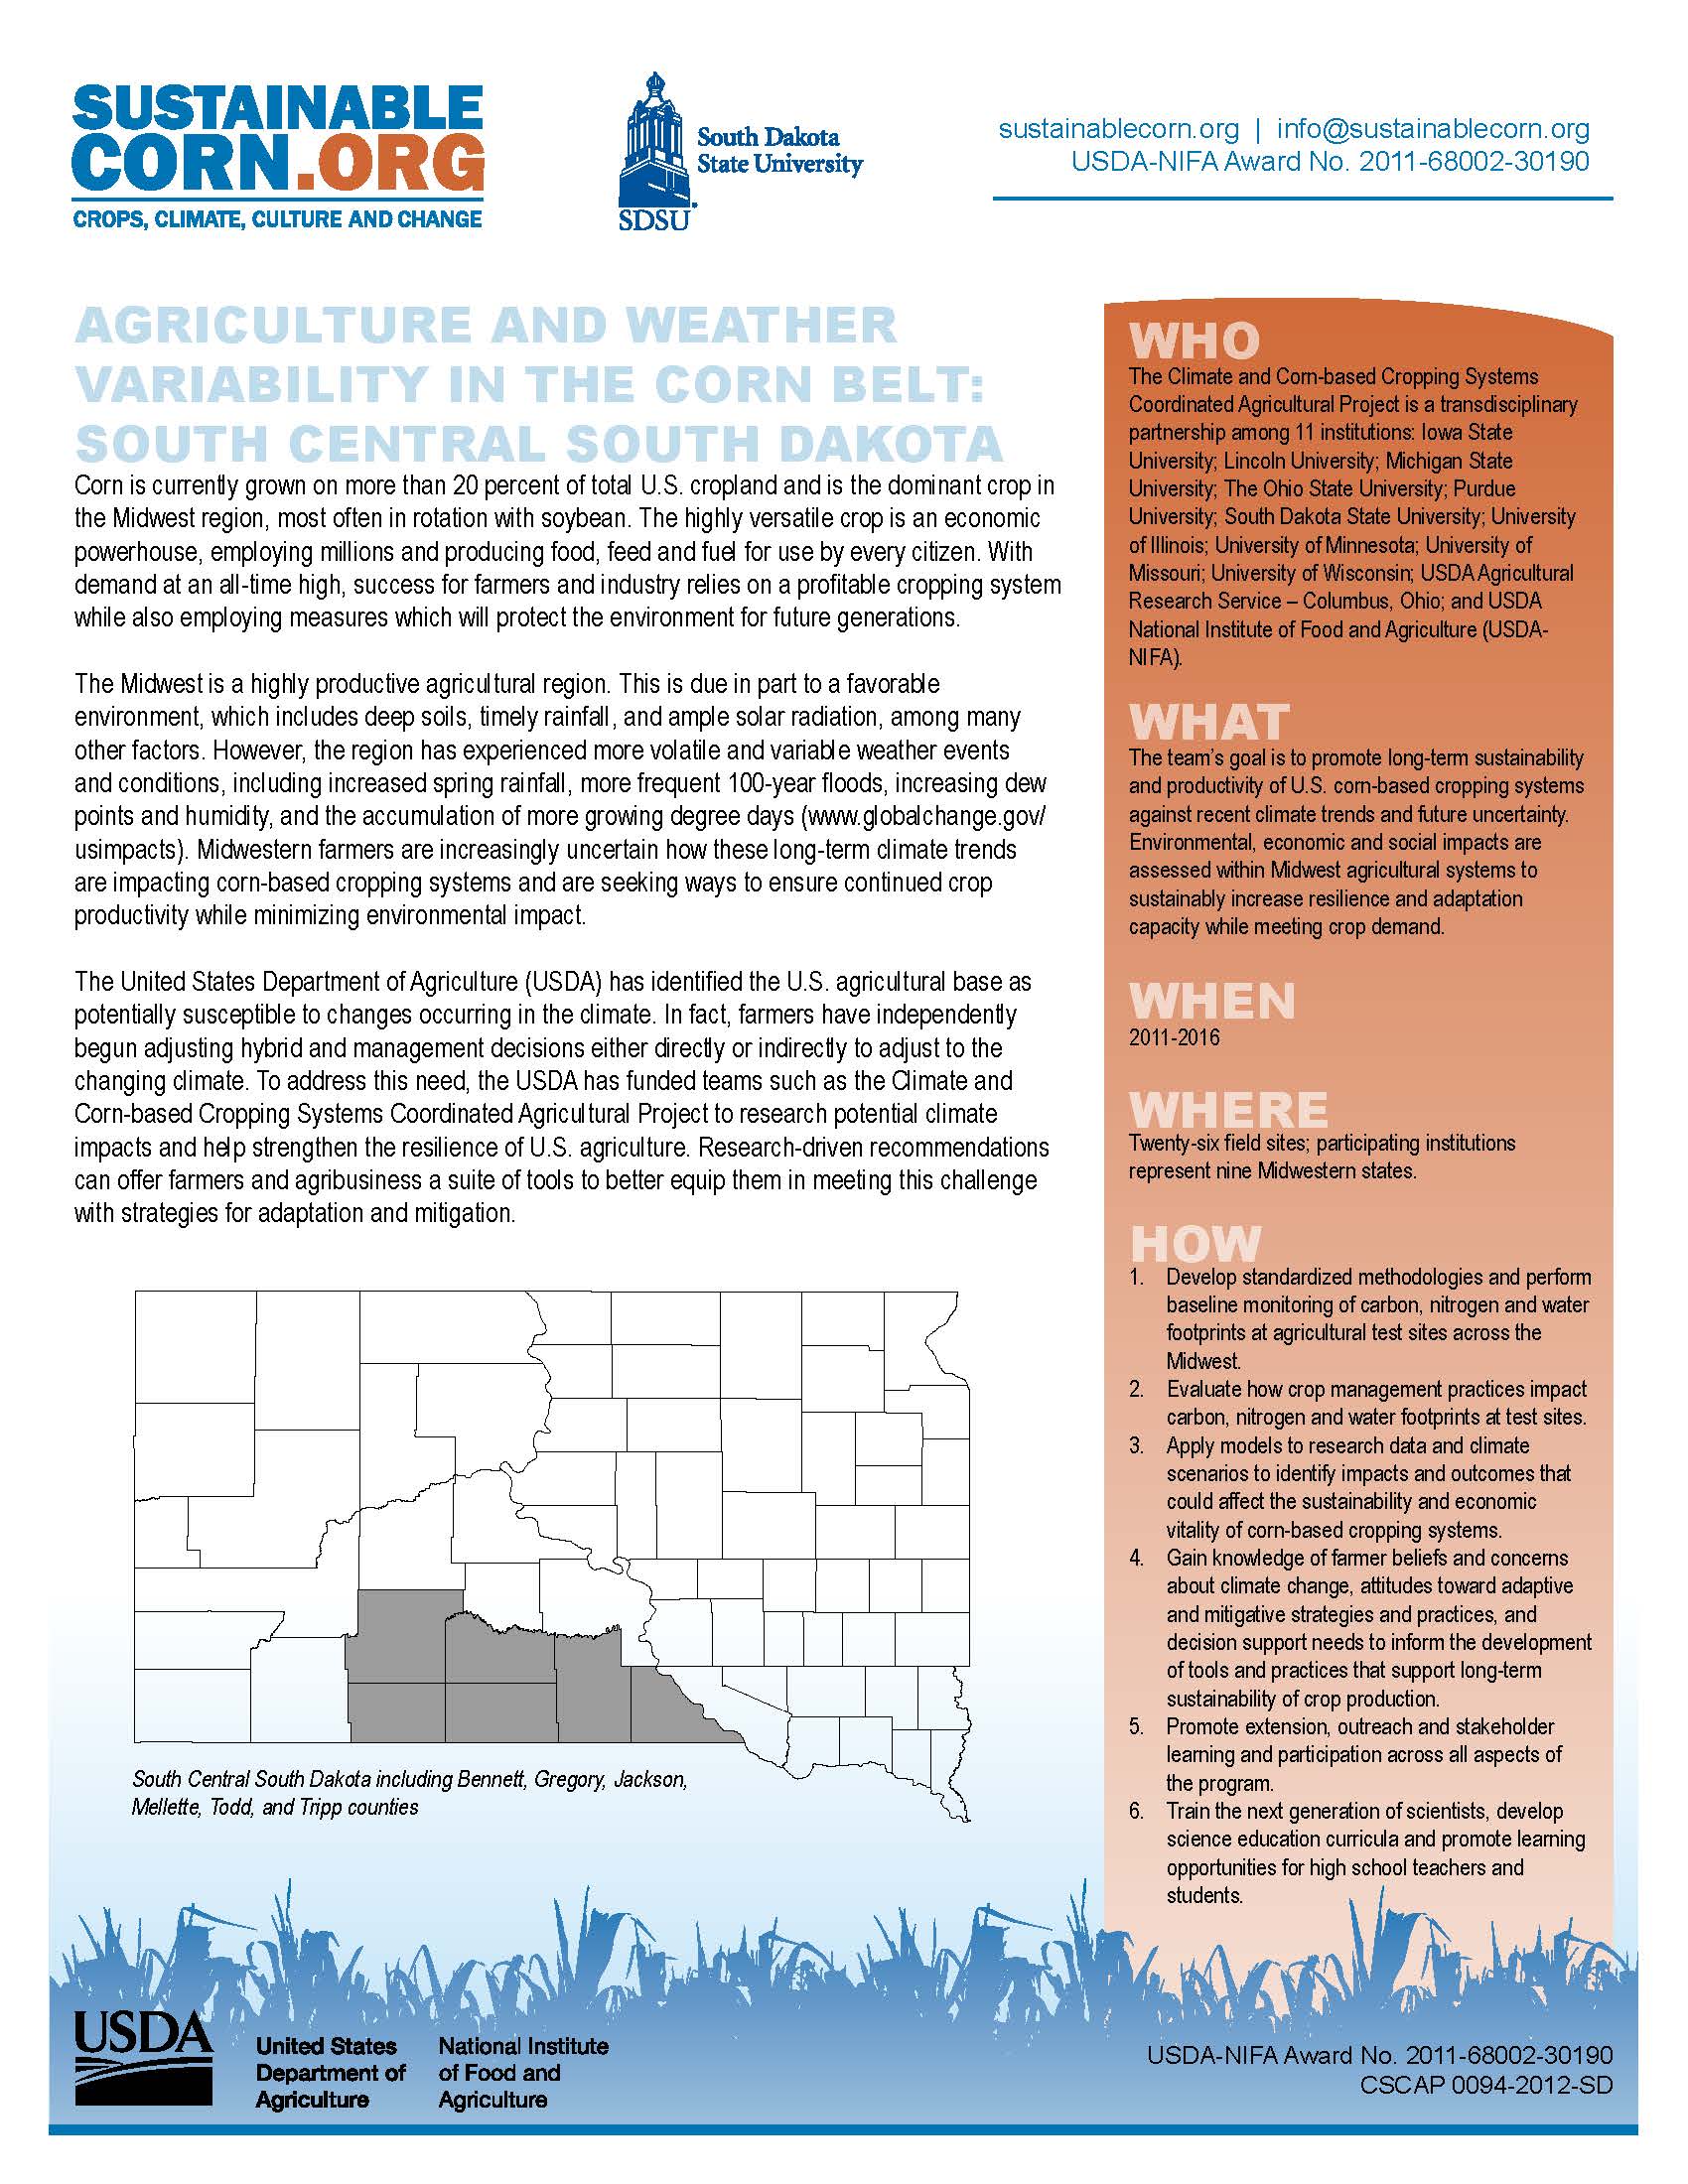 SUSTAINABLE
CORN.ORG
CROPS, CLIMATE, CULTURE AND CHANGE
South Dakota
State University
SDSU
sustainablecorn.org | info@sustainablecorn.org
USDA-NIFA Award No. 2011-68002-30190
AGRICULTURE AND WEATHER
VARIABILITY IN THE CORN BELT:
SOUTH CENTRAL SOUTH DAKOTA
Corn is currently grown on more than 20 percent of total U.S. cropland and is the dominant crop in
the Midwest region, most often in rotation with soybean. The highly versatile crop is an economic
powerhouse, employing millions and producing food, feed and fuel for use by every citizen. With
demand at an all-time high, success for farmers and industry relies on a profitable cropping system
while also employing measures which will protect the environment for future generations.
The Midwest is a highly productive agricultural region. This is due in part to a favorable
environment, which includes deep soils, timely rainfall, and ample solar radiation, among many
other factors. However, the region has experienced more volatile and variable weather events
and conditions, including increased spring rainfall, more frequent 100-year floods, increasing dew
points and humidity, and the accumulation of more growing degree days (www.globalchange.gov/
usimpacts). Midwestern farmers are increasingly uncertain how these long-term climate trends
are impacting corn-based cropping systems and are seeking ways to ensure continued crop
productivity while minimizing environmental impact.
The United States Department of Agriculture (USDA) has identified the U.S. agricultural base as
potentially susceptible to changes occurring in the climate. In fact, farmers have independently
begun adjusting hybrid and management decisions either directly or indirectly to adjust to the
changing climate. To address this need, the USDA has funded teams such as the Climate and
Corn-based Cropping Systems Coordinated Agricultural Project to research potential climate
impacts and help strengthen the resilience of U.S. agriculture. Research-driven recommendations
can offer farmers and agribusiness a suite of tools to better equip them in meeting this challenge
with strategies for adaptation and mitigation.
South Central South Dakota including Bennett, Gregory, Jackson,
Mellette, Todd, and Tripp counties
WHO
The Climate and Corn-based Cropping Systems
Coordinated Agricultural Project is a transdisciplinary
partnership among 11 institutions: Iowa State
University; Lincoln University; Michigan State
University; The Ohio State University; Purdue
University; South Dakota State University; University
of Illinois; University of Minnesota; University of
Missouri; University of Wisconsin; USDA Agricultural
Research Service – Columbus, Ohio; and USDA
National Institute of Food and Agriculture (USDA-
NIFA).
WHAT
The team's goal is to promote long-term sustainability
and productivity of U.S. corn-based cropping systems
against recent climate trends and future uncertainty.
Environmental, economic and social impacts are
assessed within Midwest agricultural systems to
sustainably increase resilience and adaptation
capacity while meeting crop demand.
WHEN
2011-2016
WHERE
Twenty-six field sites; participating institutions
represent nine Midwestern states.
HOW
1. Develop standardized methodologies and perform
baseline monitoring of carbon, nitrogen and water
footprints at agricultural test sites across the
Midwest.
2. Evaluate how crop management practices impact
carbon, nitrogen and water footprints at test sites.
3. Apply models to research data and climate
scenarios to identify impacts and outcomes that
could affect the sustainability and economic
vitality of corn-based cropping systems.
4. Gain knowledge of farmer beliefs and concerns
about climate change, attitudes toward adaptive
and mitigative strategies and practices, and
decision support needs to inform the development
of tools and practices that support long-term
sustainability of crop production.
5. Promote extension, outreach and stakeholder
learning and participation across all aspects of
the program.
6. Train the next generation of scientists, develop
science education curricula and promote learning
opportunities for high school teachers and
students.
USDA
United States
Department of
Agriculture
National Institute
of Food and
Agriculture
USDA-NIFA Award No. 2011-68002-30190
CSCAP 0094-2012-SD